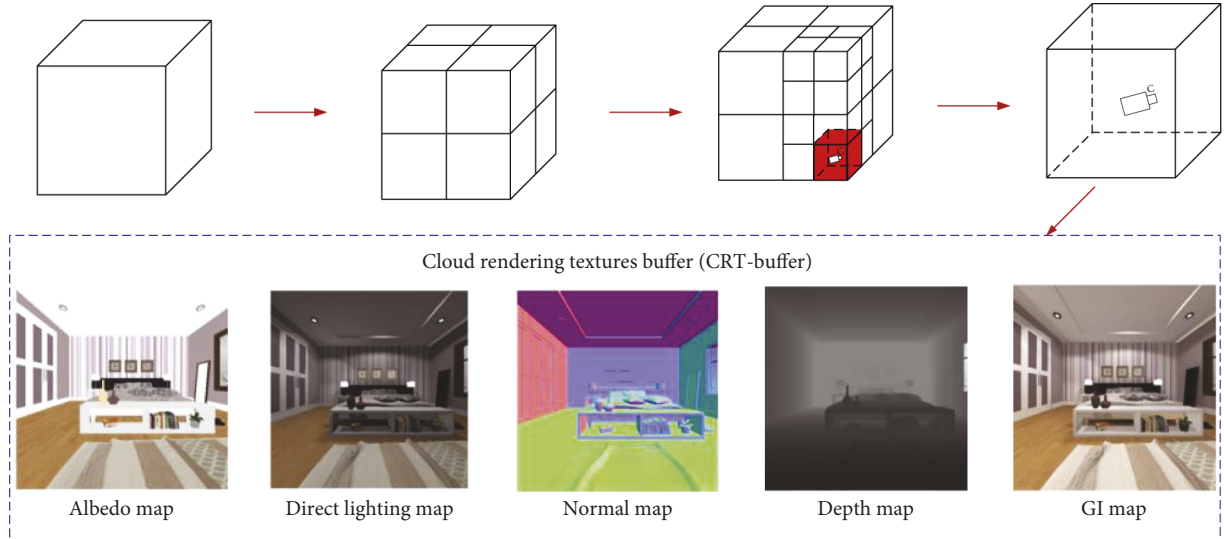 C
Cloud rendering textures buffer (CRT-buffer)
Albedo map
Direct lighting map
Normal map
Depth map
GI map